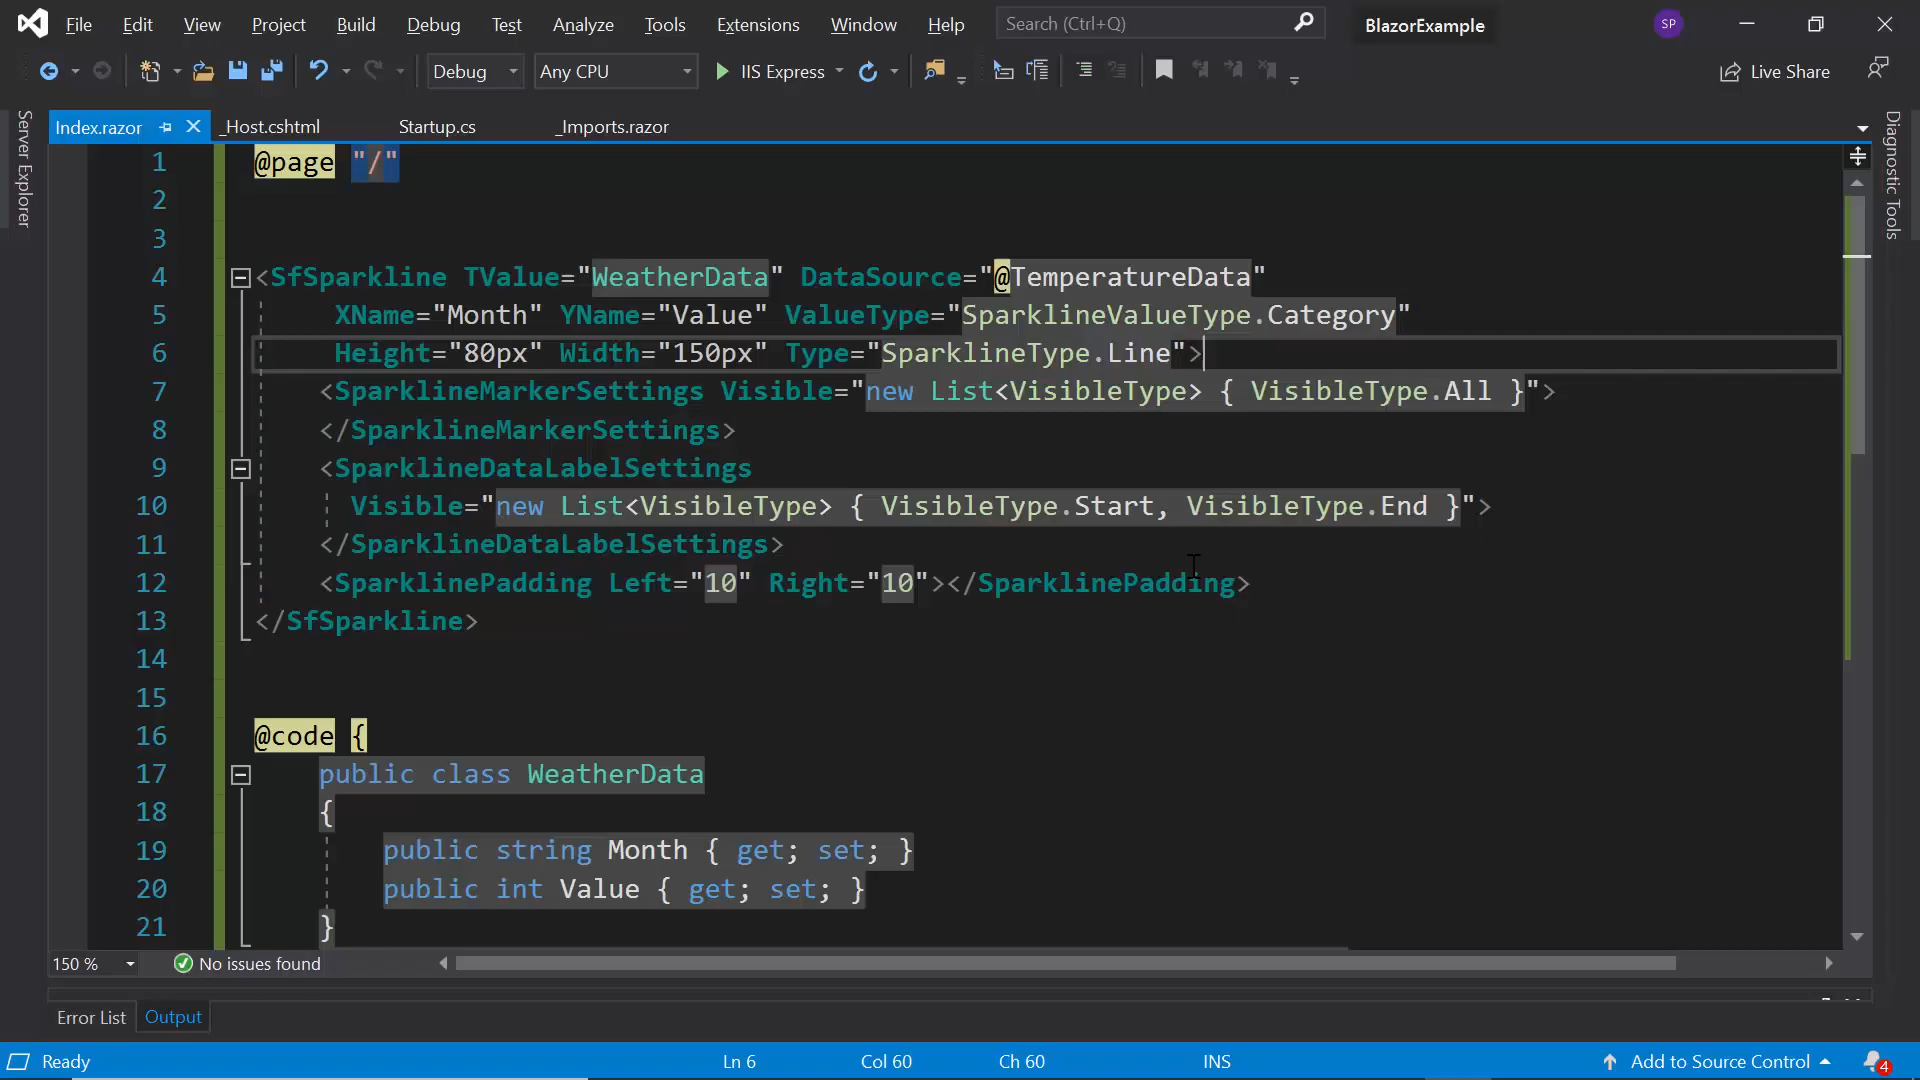 File Edit View Project Build Debug Test Analyze Tools Extensions Window Help Search (Ctrl+Q) BlazorExample SP
Debug Any CPU IIS Express Live Share
Server Explorer
Index.razor _Host.cshtml Startup.cs _Imports.razor
Diagnostic Tools
1 @page "/"
2
3
4 <SfSparkline TValue="WeatherData" DataSource="@TemperatureData"
5 XName="Month" YName="Value" ValueType="SparklineValueType.Category"
6 Height="80px" Width="150px" Type="SparklineType.Line">
7 <SparklineMarkerSettings Visible="new List<VisibleType> { VisibleType.All }">
8 </SparklineMarkerSettings>
9 <SparklineDataLabelSettings
10 Visible="new List<VisibleType> { VisibleType.Start, VisibleType.End }">
11 </SparklineDataLabelSettings>
12 <SparklinePadding Left="10" Right="10"></SparklinePadding>
13 </SfSparkline>
14
15
16 @code {
17 public class WeatherData
18 {
19 public string Month { get; set; }
20 public int Value { get; set; }
21 }
150 % No issues found
Error List Output
Ready Ln 6 Col 60 Ch 60 INS Add to Source Control 4